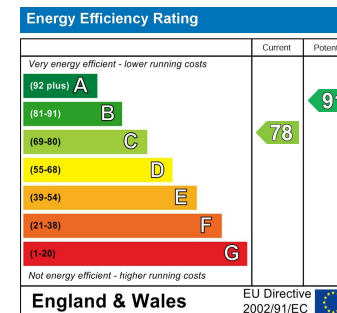 Energy Efficiency Rating
Current Potent
Very energy efficient - lower running costs
(92 plus) A
(81-91) B
(69-80) C
(55-68) D
(39-54) E
(21-38) F
(1-20) G
78
9
Not energy efficient - higher running costs
England & Wales
EU Directive
2002/91/EC